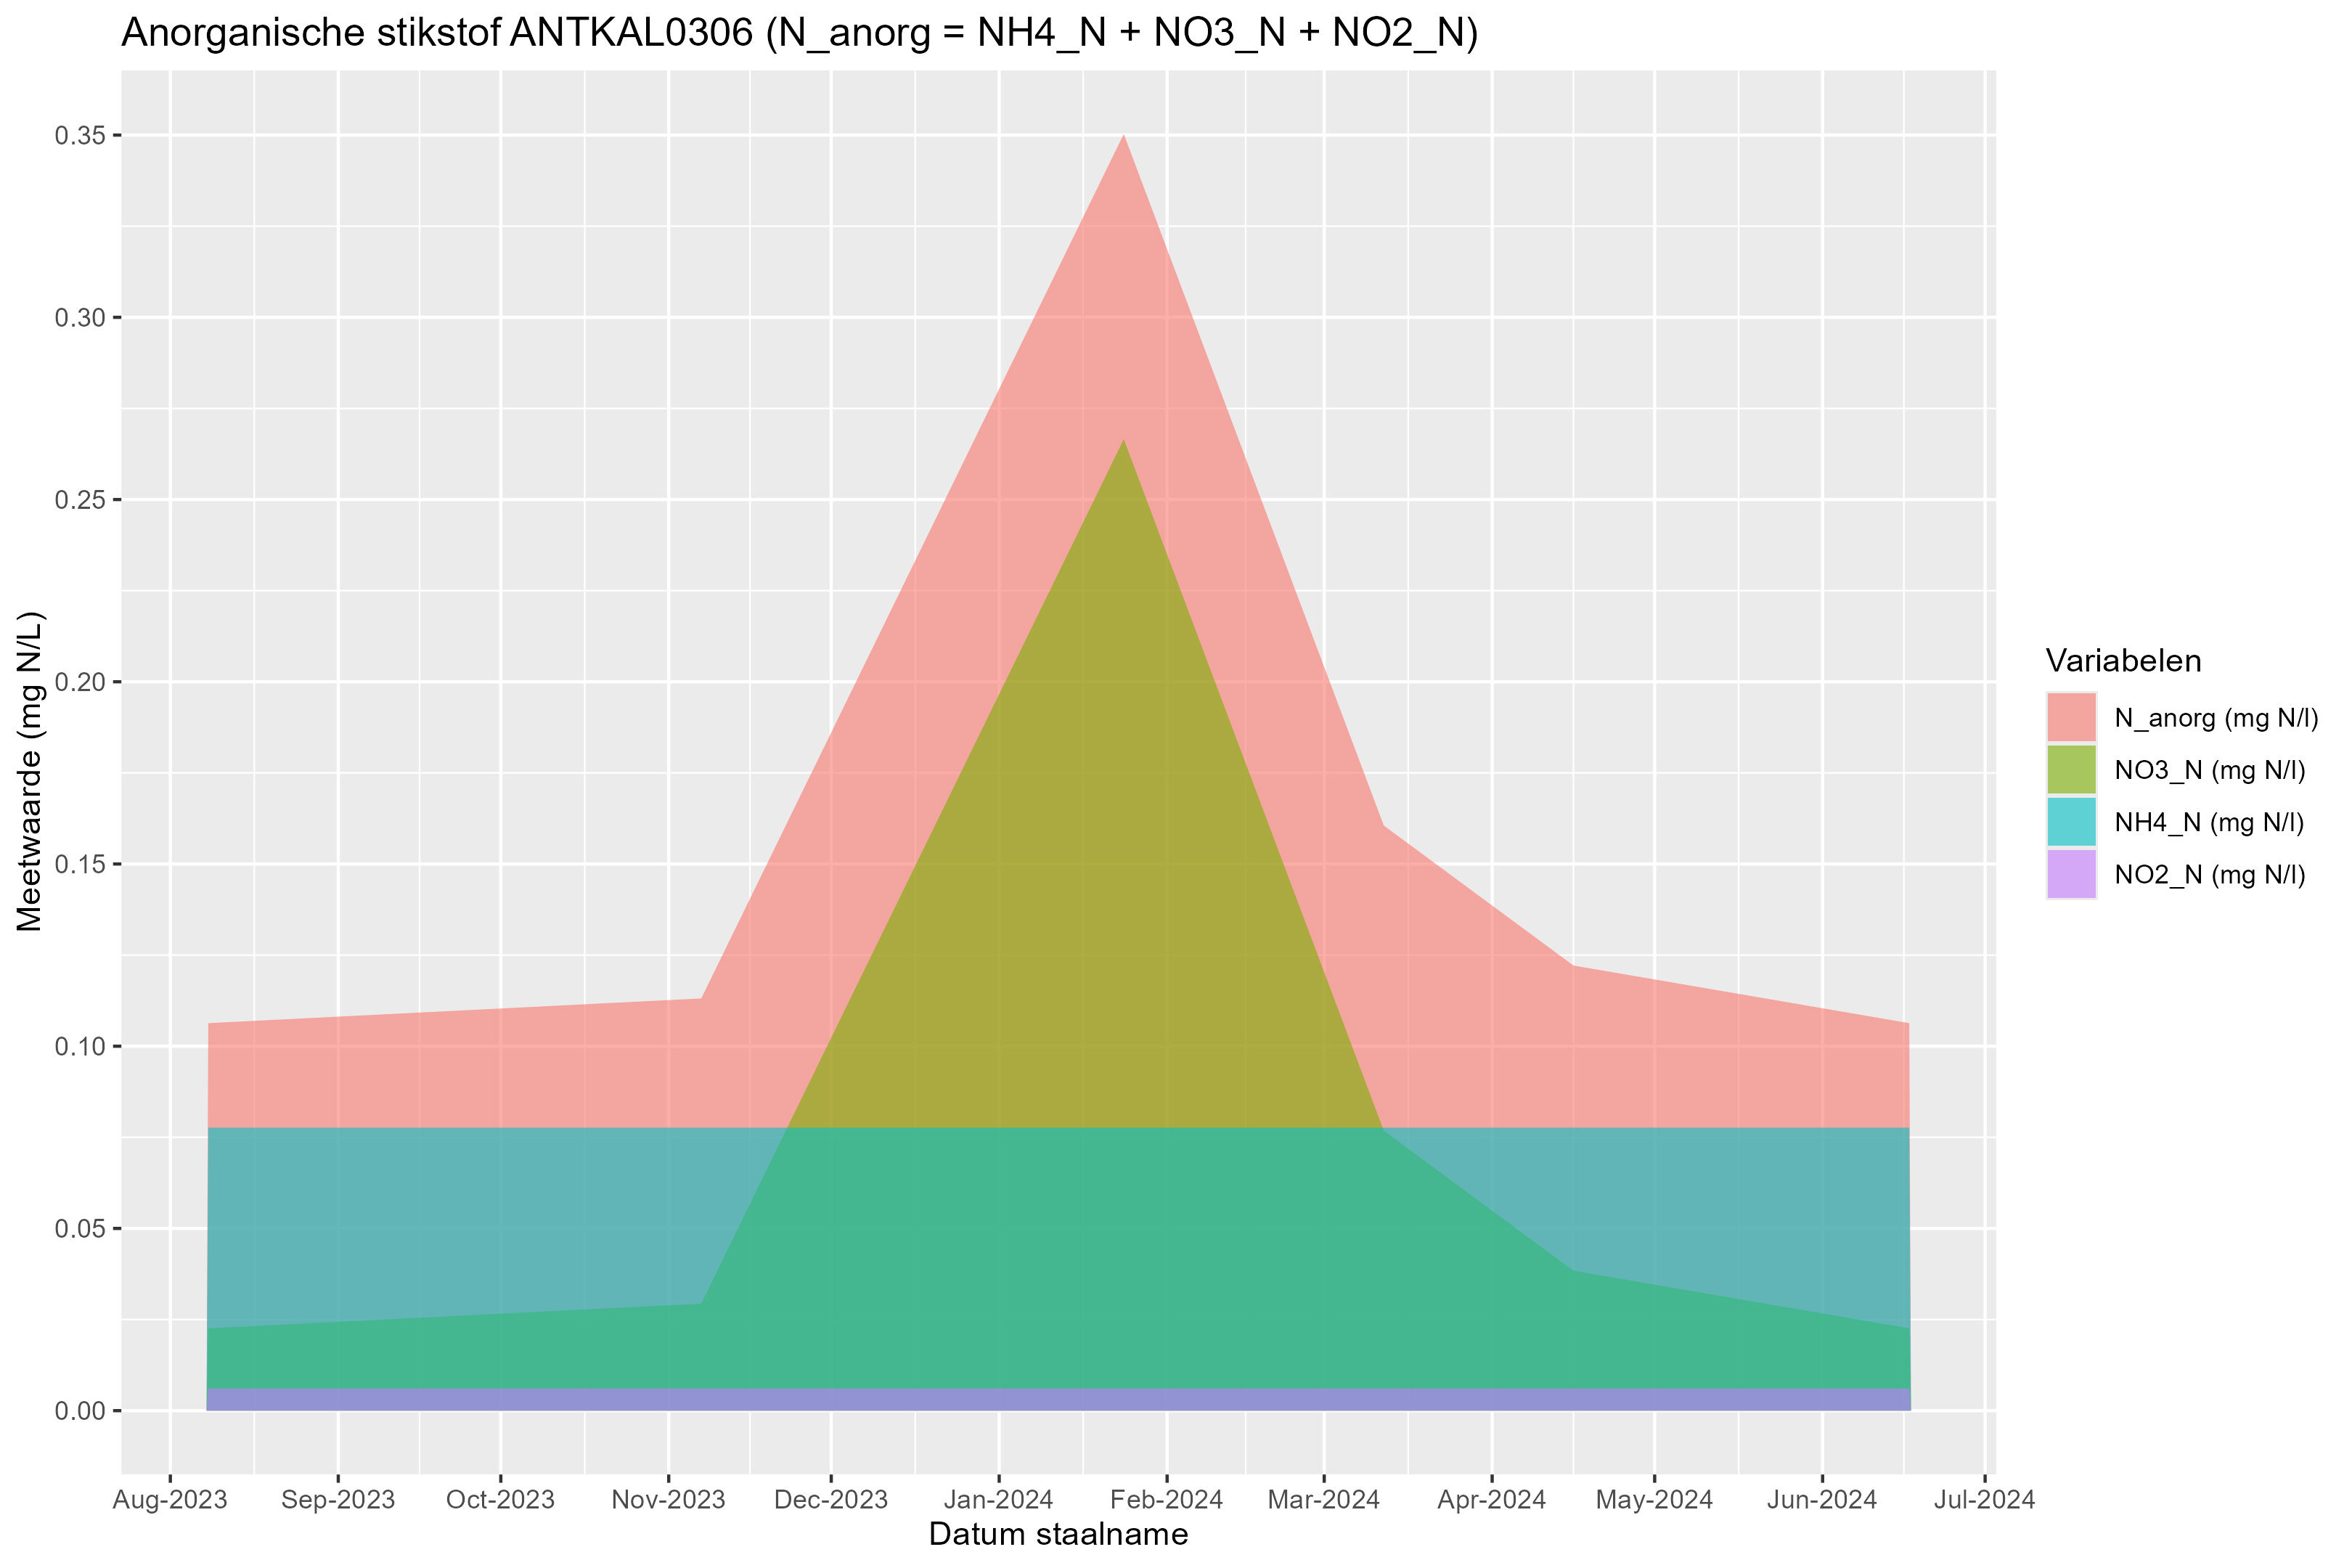 Anorganische stikstof ANTKAL0306 (N_anorg = NH4_N + NO3_N + NO2_N)
Meetwaarde (mg N/L)
0.35
0.30
0.25
0.20
0.15
0.10
0.05
0.00
Aug-2023 Sep-2023 Oct-2023 Nov-2023 Dec-2023 Jan-2024 Feb-2024 Mar-2024 Apr-2024 May-2024 Jun-2024 Jul-2024
Datum staalname
Variabelen
N_anorg (mg N/l)
NO3_N (mg N/l)
NH4_N (mg N/l)
NO2_N (mg N/l)